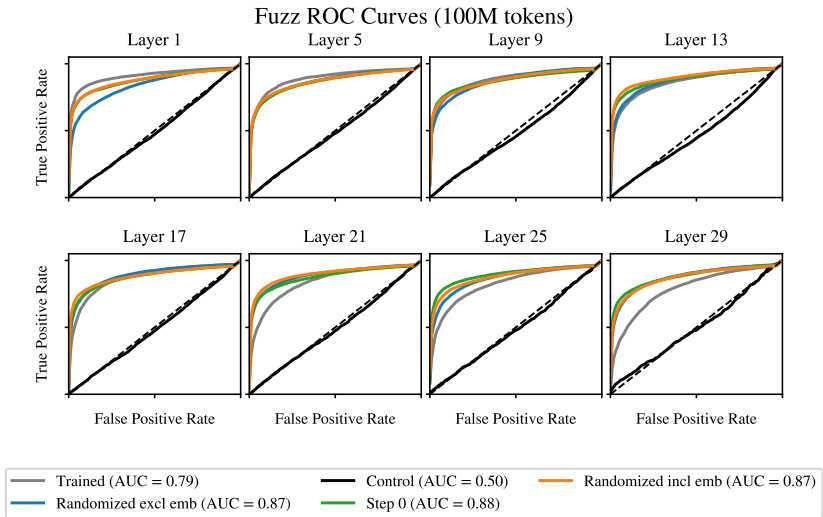 Fuzz ROC Curves (100M tokens)
Layer 1
Layer 5
Layer 9
Layer 13
True Positive Rate
Layer 17
Layer 21
Layer 25
Layer 29
True Positive Rate
False Positive Rate
False Positive Rate
False Positive Rate
False Positive Rate
Trained (AUC = 0.79)
Randomized excl emb (AUC = 0.87)
Control (AUC = 0.50)
Step 0 (AUC = 0.88)
Randomized incl emb (AUC = 0.87)